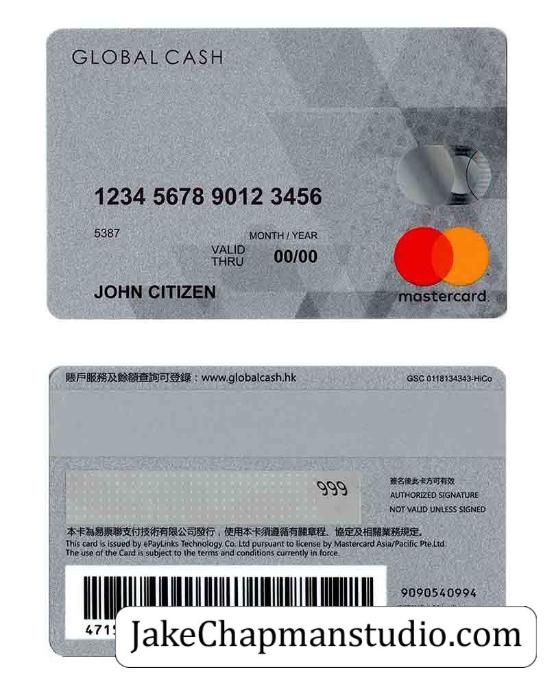 GLOBAL CASH
1234 5678 9012 3456
5387
MONTH / YEAR
VALID
THRU
00/00
JOHN CITIZEN
mastercard.
賬戶服務及餘額查詢可登錄：www.globalcash.hk
GSC 0118134343-HiCo
999
簽名後此卡方可有效
AUTHORIZED SIGNATURE
NOT VALID UNLESS SIGNED
本卡為易票聯支付技術有限公司發行，使用本卡須遵循有關章程、協定及相關業務規定。
This card is issued by ePayLinks Technology Co. Ltd pursuant to license by Mastercard Asia/Pacific Pte.Ltd.
The use of the Card is subject to the terms and conditions currently in force.
9090540994
JakeChapmanstudio.com